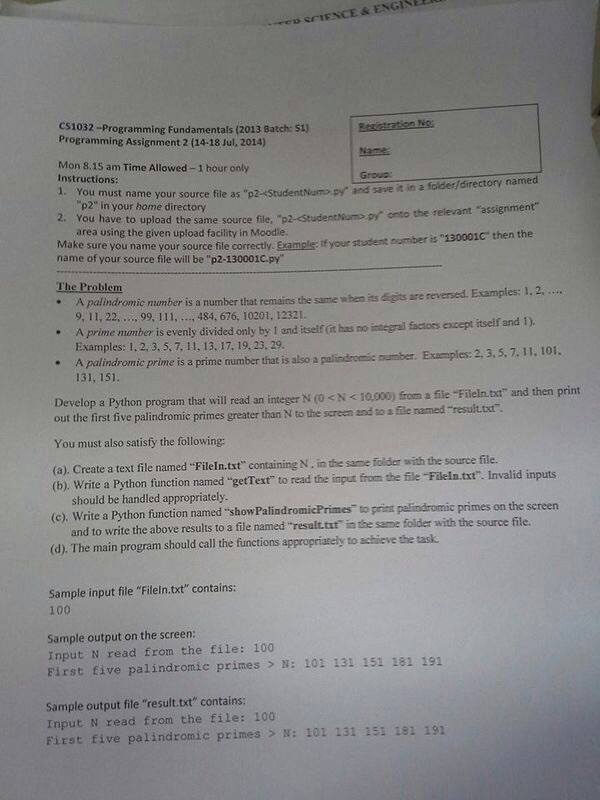 SCIENCE &
CS1032 –Programming Fundamentals (2013 Batch: S1)
Programming Assignment 2 (14-18 Jul, 2014)
Registration No:
Name:
Group:
Mon 8.15 am Time Allowed – 1 hour only
Instructions:
1. You must name your source file as "p2-<StudentNum>.py" and save it in a folder/directory named
"p2" in your home directory
2. You have to upload the same source file, "p2-<StudentNum>.py" onto the relevant "assignment"
area using the given upload facility in Moodle.
Make sure you name your source file correctly. Example: If your student number is "130001C" then the
name of your source file will be "p2-130001C.py"
The Problem
• A palindromic number is a number that remains the same when its digits are reversed. Examples: 1, 2, …,
9, 11, 22, …, 99, 111, …, 484, 676, 10201, 12321.
• A prime number is evenly divided only by 1 and itself (it has no integral factors except itself and 1).
Examples: 1, 2, 3, 5, 7, 11, 13, 17, 19, 23, 29.
• A palindromic prime is a prime number that is also a palindromic number. Examples: 2, 3, 5, 7, 11, 101,
131, 151.
Develop a Python program that will read an integer N (0 < N < 10,000) from a file “FileIn.txt” and then print
out the first five palindromic primes greater than N to the screen and to a file named “result.txt”.
You must also satisfy the following:
(a). Create a text file named “FileIn.txt” containing N , in the same folder with the source file.
(b). Write a Python function named “getText” to read the input from the file “FileIn.txt”. Invalid inputs
should be handled appropriately.
(c). Write a Python function named “showPalindromicPrimes” to print palindromic primes on the screen
and to write the above results to a file named “result.txt” in the same folder with the source file.
(d). The main program should call the functions appropriately to achieve the task.
Sample input file “FileIn.txt” contains:
100
Sample output on the screen:
Input N read from the file: 100
First five palindromic primes > N: 101 131 151 181 191
Sample output file “result.txt” contains:
Input N read from the file: 100
First five palindromic primes > N: 101 131 151 181 191